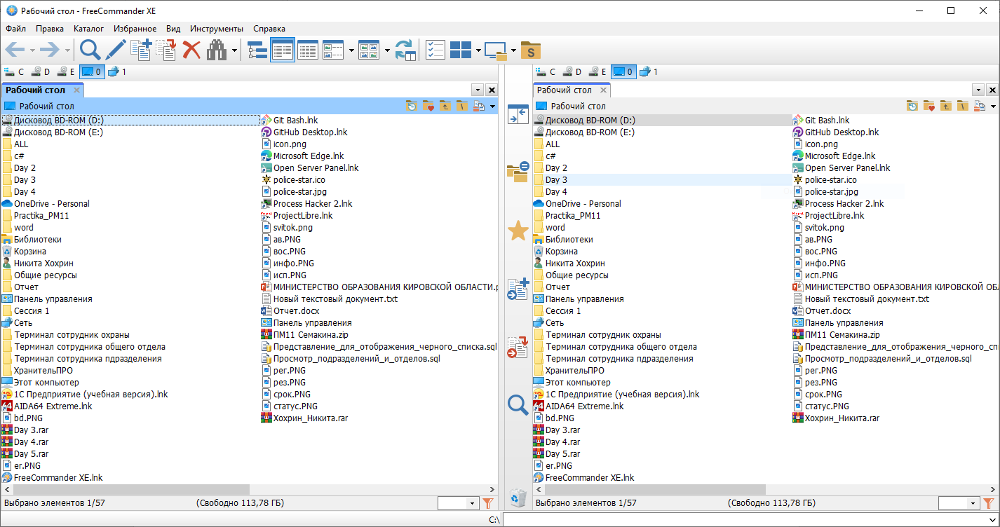 Рабочий стол - FreeCommander XE
Файл Правка Каталог Избранное Вид Инструменты Справка
S
C D E 0 1
Рабочий стол
Рабочий стол
Дисковод BD-ROM (D:)
Дисковод BD-ROM (E:)
ALL
c#
Day 2
Day 3
Day 4
OneDrive - Personal
Practika_PM11
word
Библиотеки
Корзина
Никита Хохрин
Общие ресурсы
Отчет
Панель управления
Сессия 1
Сеть
Терминал сотрудник охраны
Терминал сотрудника общего отдела
Терминал сотрудника пдразделения
ХранительПРО
Этот компьютер
1С Предприятие (учебная версия).lnk
AIDA64 Extreme.lnk
bd.PNG
Day 3.rar
Day 4.rar
Day 5.rar
er.PNG
FreeCommander XE.lnk
Git Bash.lnk
GitHub Desktop.lnk
icon.png
Microsoft Edge.lnk
Open Server Panel.lnk
police-star.ico
police-star.jpg
Process Hacker 2.lnk
ProjectLibre.lnk
svitok.png
ав.PNG
вос.PNG
инфо.PNG
исп.PNG
МИНИСТЕРСТВО ОБРАЗОВАНИЯ КИРОВСКОЙ ОБЛАСТИ.p
Новый текстовый документ.txt
Отчет.docx
Панель управления
ПМ11 Семакина.zip
Представление_для_отображения_черного_списка.sql
Просмотр_подразделений_и_отделов.sql
рег.PNG
рез.PNG
срок.PNG
статус.PNG
Хохрин_Никита.rar
Выбрано элементов 1/57 (Свободно 113,78 ГБ)
C D E 0 1
Рабочий стол
Рабочий стол
Дисковод BD-ROM (D:)
Дисковод BD-ROM (E:)
ALL
c#
Day 2
Day 3
Day 4
OneDrive - Personal
Practika_PM11
word
Библиотеки
Корзина
Никита Хохрин
Общие ресурсы
Отчет
Панель управления
Сессия 1
Сеть
Терминал сотрудник охраны
Терминал сотрудника общего отдела
Терминал сотрудника пдразделения
ХранительПРО
Этот компьютер
1С Предприятие (учебная версия).lnk
AIDA64 Extreme.lnk
bd.PNG
Day 3.rar
Day 4.rar
Day 5.rar
er.PNG
FreeCommander XE.lnk
Git Bash.lnk
GitHub Desktop.lnk
icon.png
Microsoft Edge.lnk
Open Server Panel.lnk
police-star.ico
police-star.jpg
Process Hacker 2.lnk
ProjectLibre.lnk
svitok.png
ав.PNG
вос.PNG
инфо.PNG
исп.PNG
МИНИСТЕРСТВО ОБРАЗОВАНИЯ КИРОВСКОЙ ОБЛ
Новый текстовый документ.txt
Отчет.docx
Панель управления
ПМ11 Семакина.zip
Представление_для_отображения_черного_сп
Просмотр_подразделений_и_отделов.sql
рег.PNG
рез.PNG
срок.PNG
статус.PNG
Хохрин_Никита.rar
Выбрано элементов 1/57 (Свободно 113,78 ГБ)
C:\